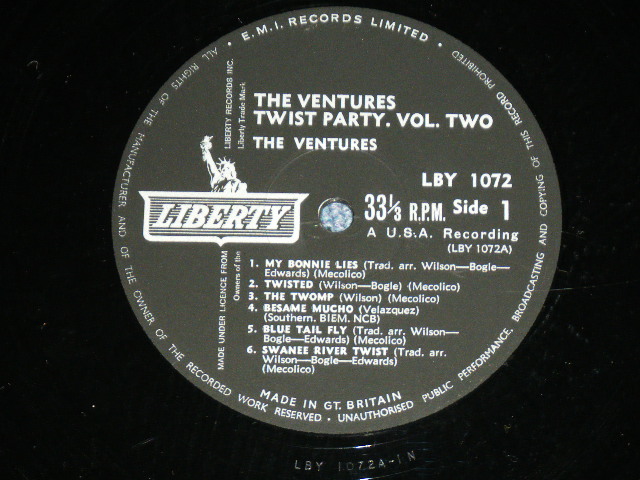 E.M.I. RECORDS LIMITED
ALL RIGHTS OF THE MANUFACTURER AND OF THE OWNER OF THE RECORDED WORK RESERVED • UNAUTHORISED PUBLIC PERFORMANCE, BROADCASTING AND COPYING OF THIS RECORD PROHIBITED
LIBERTY RECORDS INC.
Liberty Trade Mark
THE VENTURES
TWIST PARTY. VOL. TWO
THE VENTURES
LBY 1072
LIBERTY
33⅓ R.P.M. Side 1
A U.S.A. Recording
(LBY 1072A)
MADE UNDER LICENCE FROM
Owners of the
1. MY BONNIE LIES (Trad. arr. Wilson—Bogle—
Edwards) (Mecolico)
2. TWISTED (Wilson—Bogle) (Mecolico)
3. THE TWOMP (Wilson) (Mecolico)
4. BESAME MUCHO (Velazquez)
(Southern. BIEM. NCB)
5. BLUE TAIL FLY (Trad. arr. Wilson—
Bogle—Edwards) (Mecolico)
6. SWANEE RIVER TWIST (Trad. arr.
Wilson—Bogle—Edwards)
(Mecolico)
MADE IN GT. BRITAIN
LBY 1072A-1N